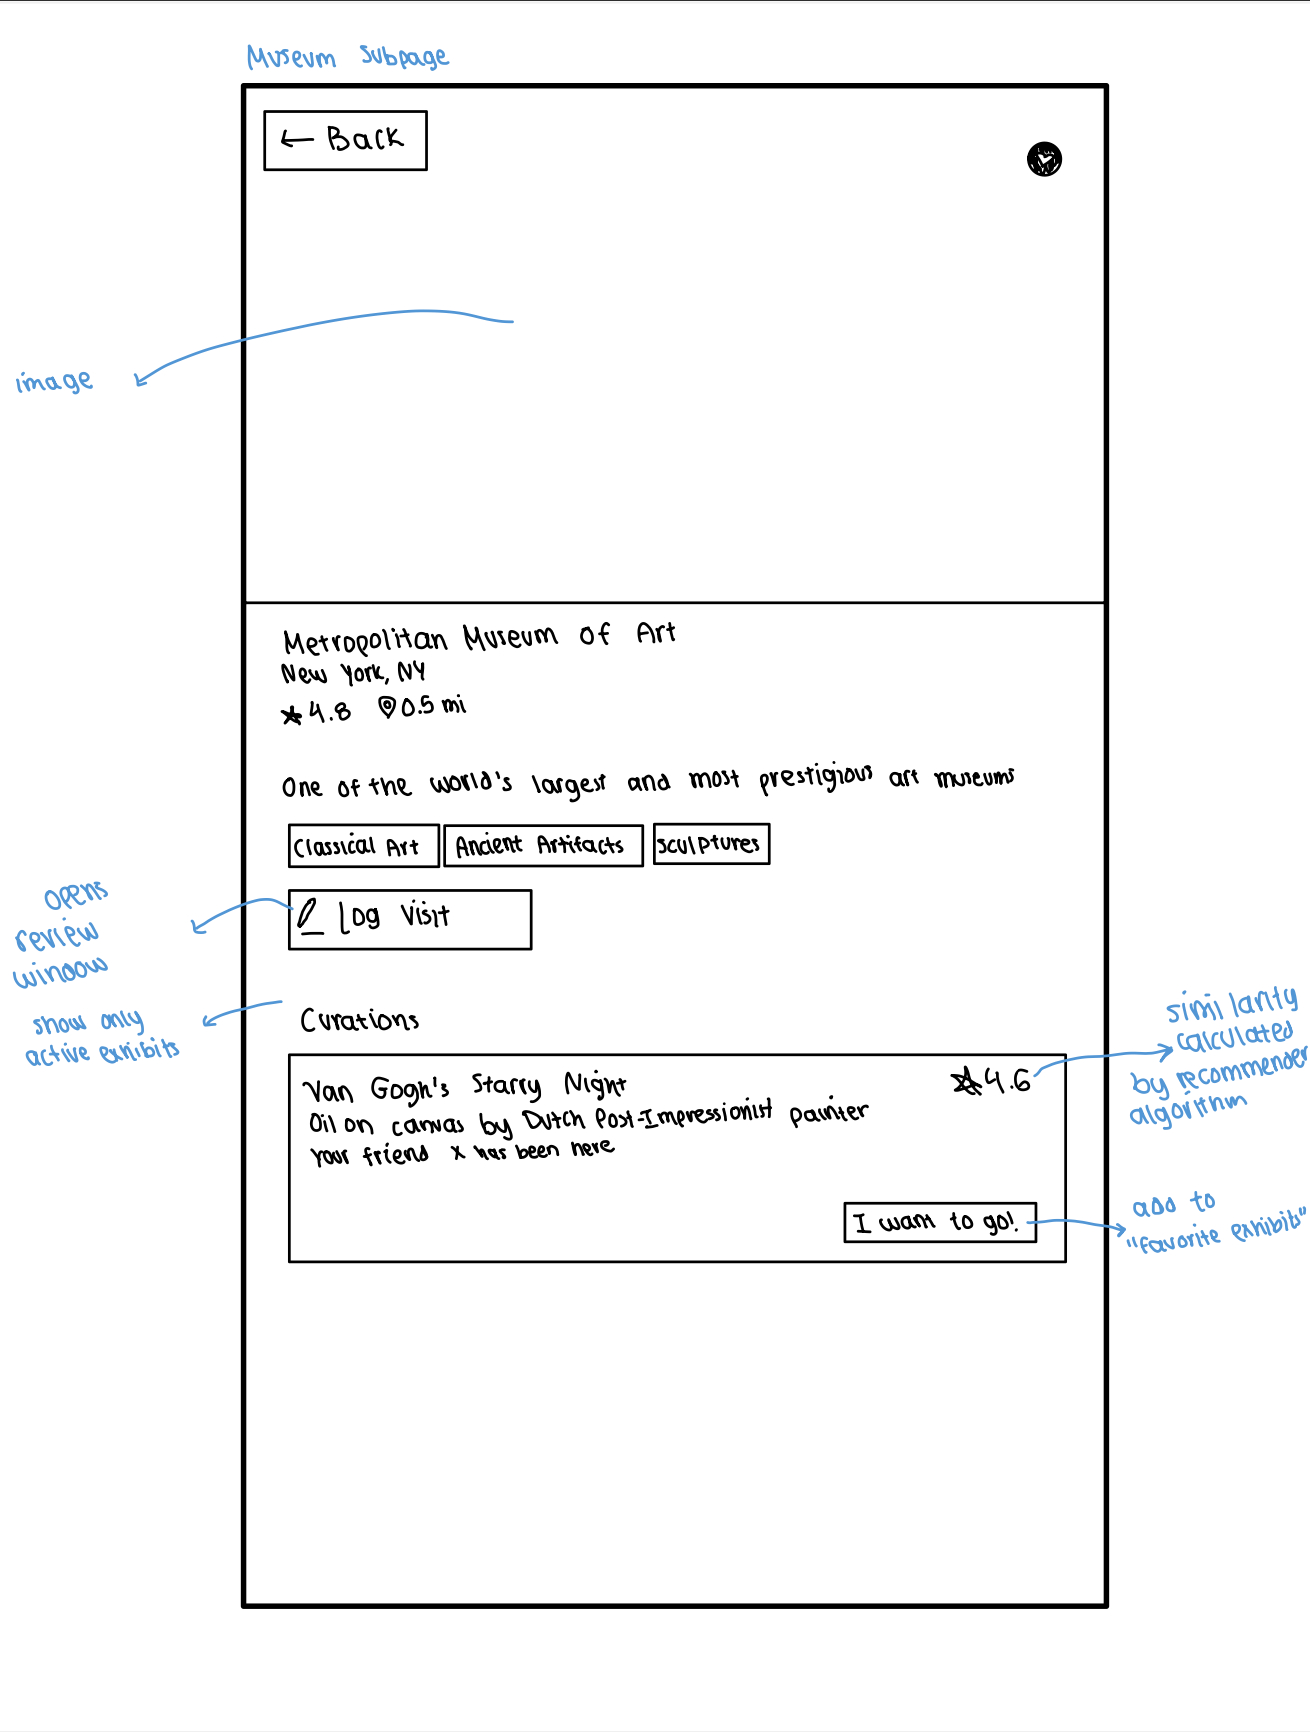 Museum Subpage
← Back
image
Metropolitan Museum of Art
New York, NY
★ 4.8 0.5 mi
One of the world's largest and most prestigious art museums
Classical Art Ancient Artifacts Sculptures
opens
review
window
Log Visit
show only
active exhibits
Curations
similarity
calculated
by recommender
algorithm
Van Gogh's Starry Night ★4.6
Oil on canvas by Dutch Post-Impressionist painter
Your friend x has been here
I want to go!
add to
"favorite exhibits"